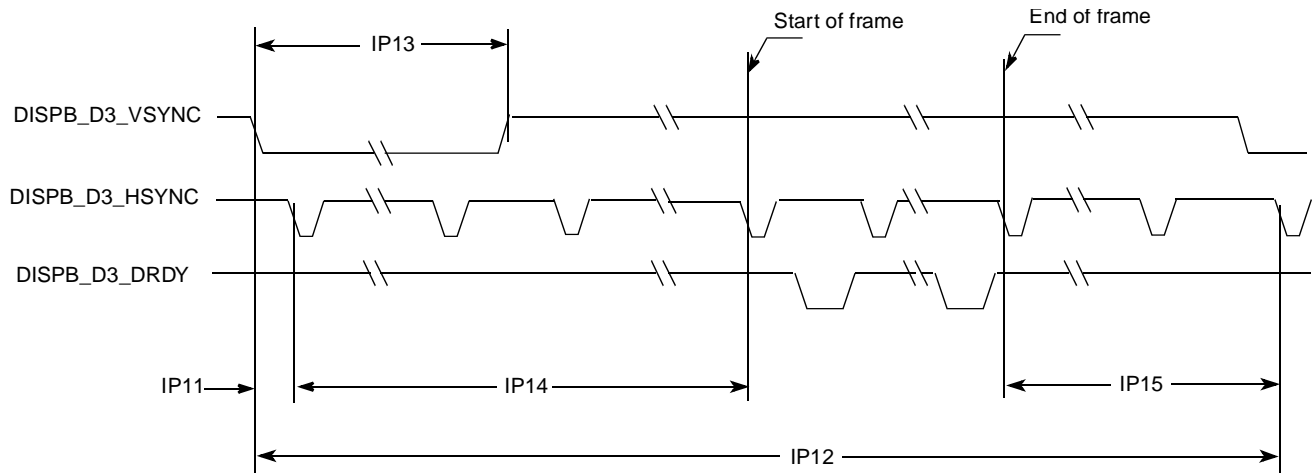 Start of frame
End of frame
IP13
DISPB_D3_VSYNC
DISPB_D3_HSYNC
DISPB_D3_DRDY
IP11
IP14
IP15
IP12